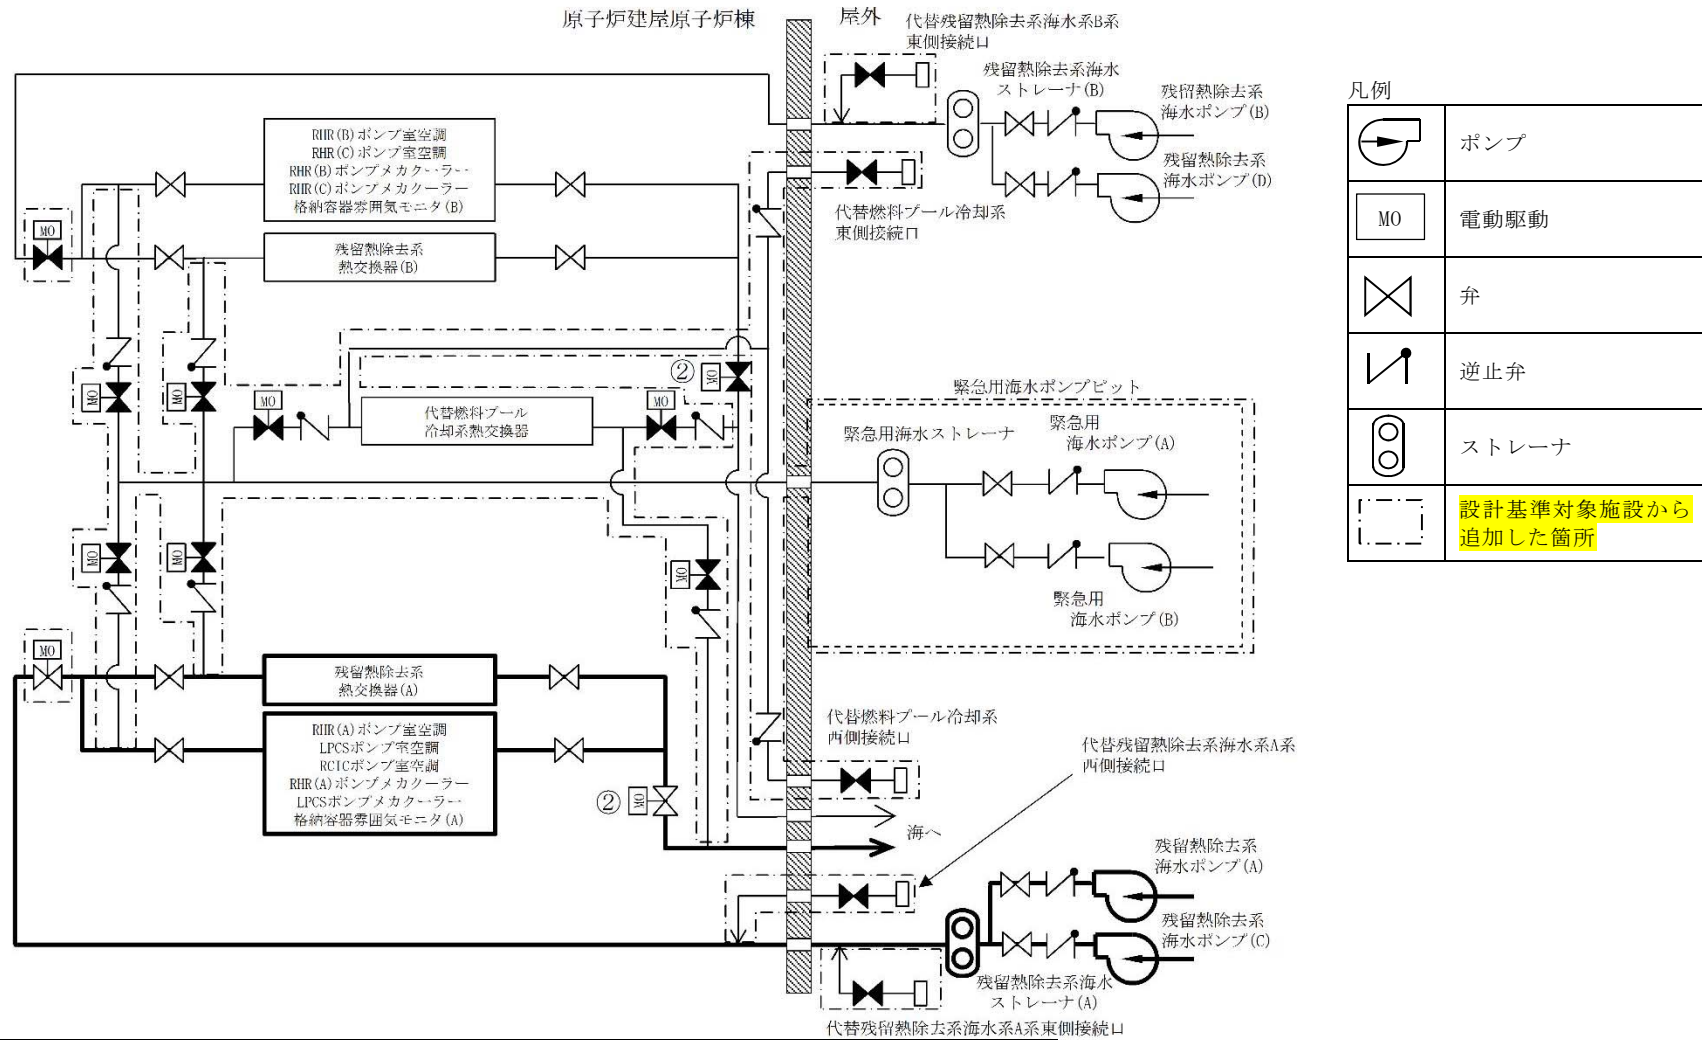 原子炉建屋原子炉棟
屋外
代替残留熱除去系海水系B系
東側接続口
残留熱除去系海水
ストレーナ(B)
残留熱除去系
海水ポンプ(B)
残留熱除去系
海水ポンプ(D)
RHR(B)ポンプ室空調
RHR(C)ポンプ室空調
RHR(B)ポンプメカクーラー
RHR(C)ポンプメカクーラー
格納容器雰囲気モニタ(B)
代替燃料プール冷却系
東側接続口
MO
残留熱除去系
熱交換器(B)
②
MO
MO
MO
MO
MO
代替燃料プール
冷却系熱交換器
緊急用海水ポンプピット
緊急用海水ストレーナ
緊急用
海水ポンプ(A)
MO
MO
MO
緊急用
海水ポンプ(B)
MO
残留熱除去系
熱交換器(A)
RHR(A)ポンプ室空調
LPCSポンプ室空調
RCICポンプ室空調
RHR(A)ポンプメカクーラー
LPCSポンプメカクーラー
格納容器雰囲気モニタ(A)
②
MO
代替燃料プール冷却系
西側接続口
代替残留熱除去系海水系A系
西側接続口
海へ
残留熱除去系
海水ポンプ(A)
残留熱除去系
海水ポンプ(C)
残留熱除去系海水
ストレーナ(A)
代替残留熱除去系海水系A系東側接続口
凡例
ポンプ
MO
電動駆動
弁
逆止弁
ストレーナ
設計基準対象施設から
追加した箇所